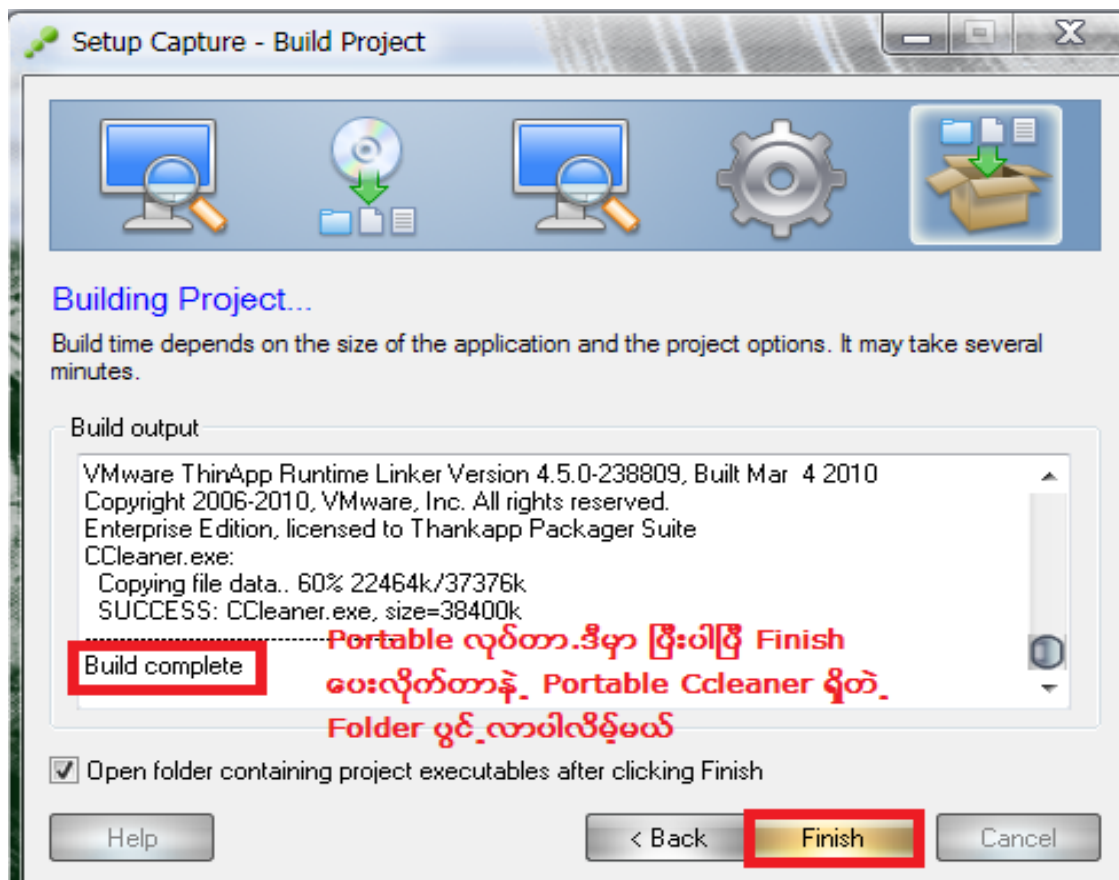 Setup Capture - Build Project
Building Project...
Build time depends on the size of the application and the project options. It may take several
minutes.
Build output
VMware ThinApp Runtime Linker Version 4.5.0-238809, Built Mar  4 2010
Copyright 2006-2010, VMware, Inc. All rights reserved.
Enterprise Edition, licensed to Thankapp Packager Suite
CCleaner.exe:
Copying file data.. 60% 22464k/37376k
SUCCESS: CCleaner.exe, size=38400k
----------------------------------------
Build complete
Portable လုပ်တာ.ဒီမှာ ပြီးပါပြီ Finish
ပေးလိုက်တာနဲ့ Portable Ccleaner ရှိတဲ့
Folder ပွင့်လာပါလိမ့်မယ်
Open folder containing project executables after clicking Finish
Help
< Back
Finish
Cancel